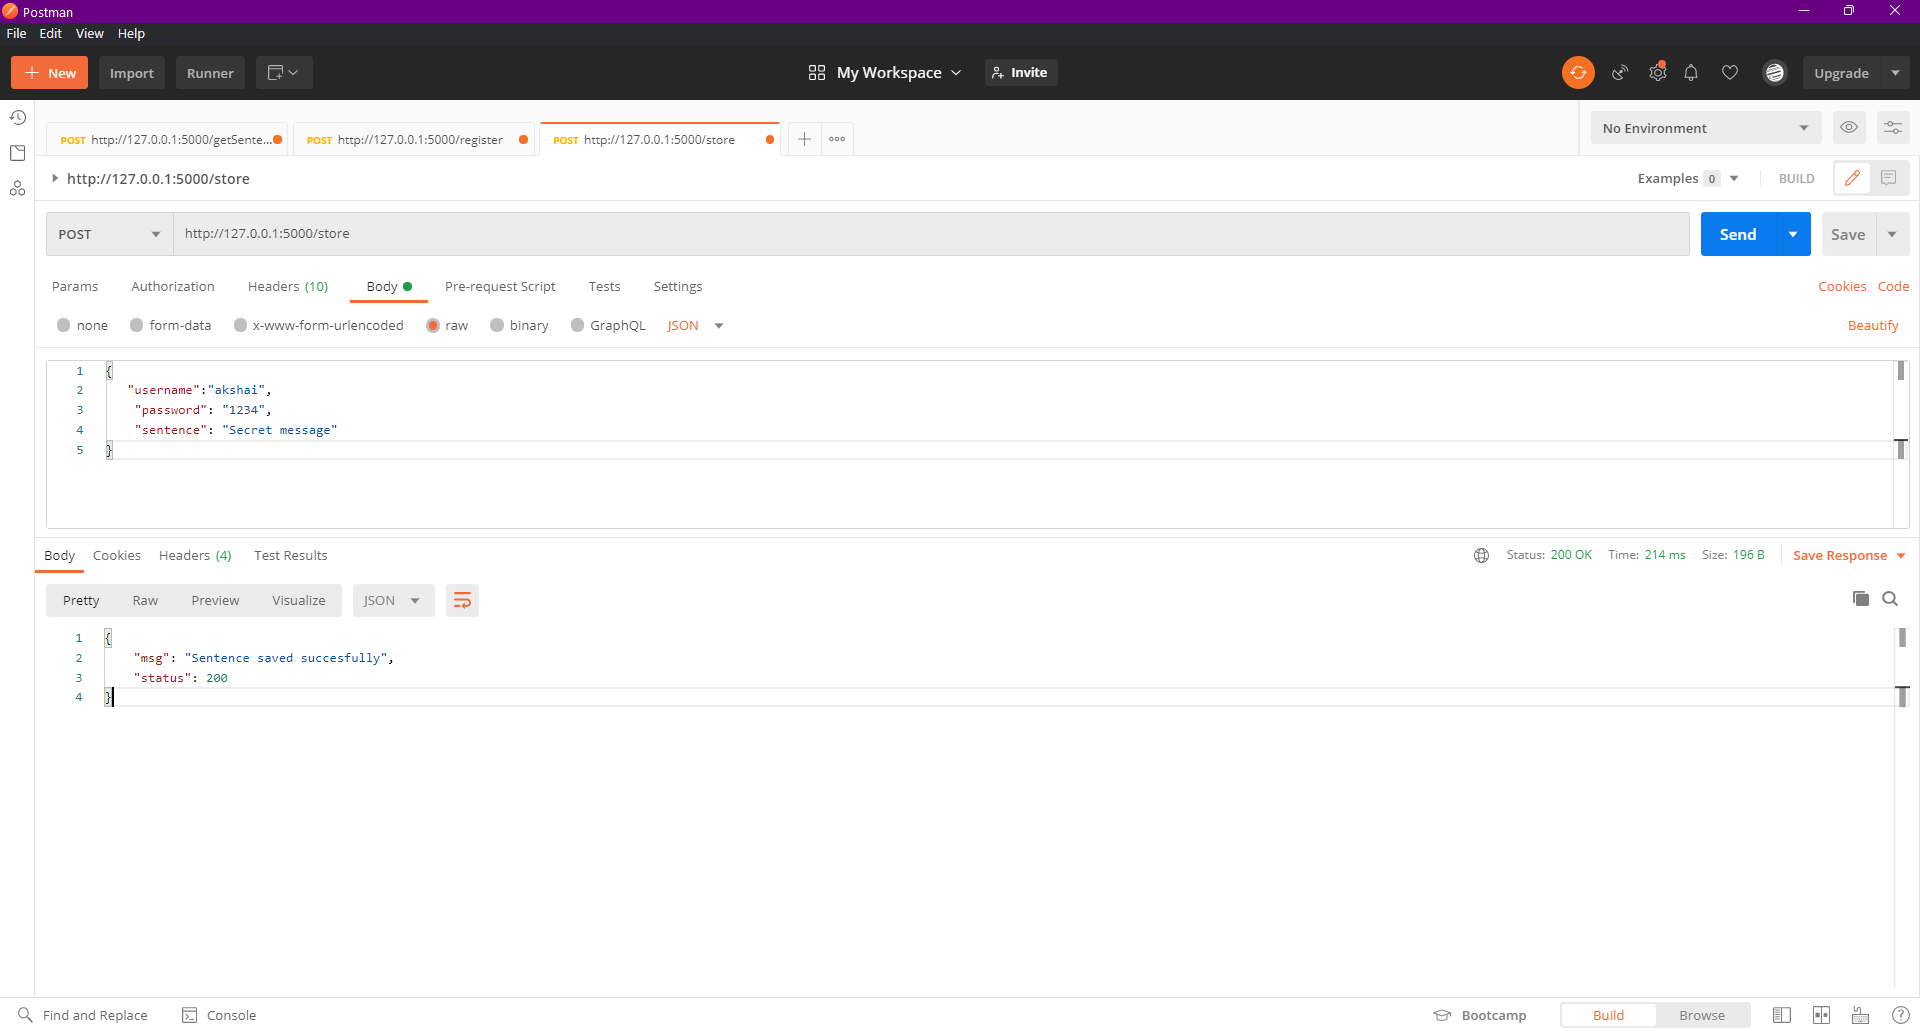 Postman
File Edit View Help
New Import Runner My Workspace Invite Upgrade
POST http://127.0.0.1:5000/getSente... POST http://127.0.0.1:5000/register POST http://127.0.0.1:5000/store No Environment
http://127.0.0.1:5000/store Examples 0 BUILD
POST http://127.0.0.1:5000/store Send Save
Params Authorization Headers (10) Body Pre-request Script Tests Settings Cookies Code
none form-data x-www-form-urlencoded raw binary GraphQL JSON Beautify
1 {
2 "username":"akshai",
3 "password": "1234",
4 "sentence": "Secret message"
5 }
Body Cookies Headers (4) Test Results Status: 200 OK Time: 214 ms Size: 196 B Save Response
Pretty Raw Preview Visualize JSON
1 {
2 "msg": "Sentence saved succesfully",
3 "status": 200
4 }
Find and Replace Console Bootcamp Build Browse